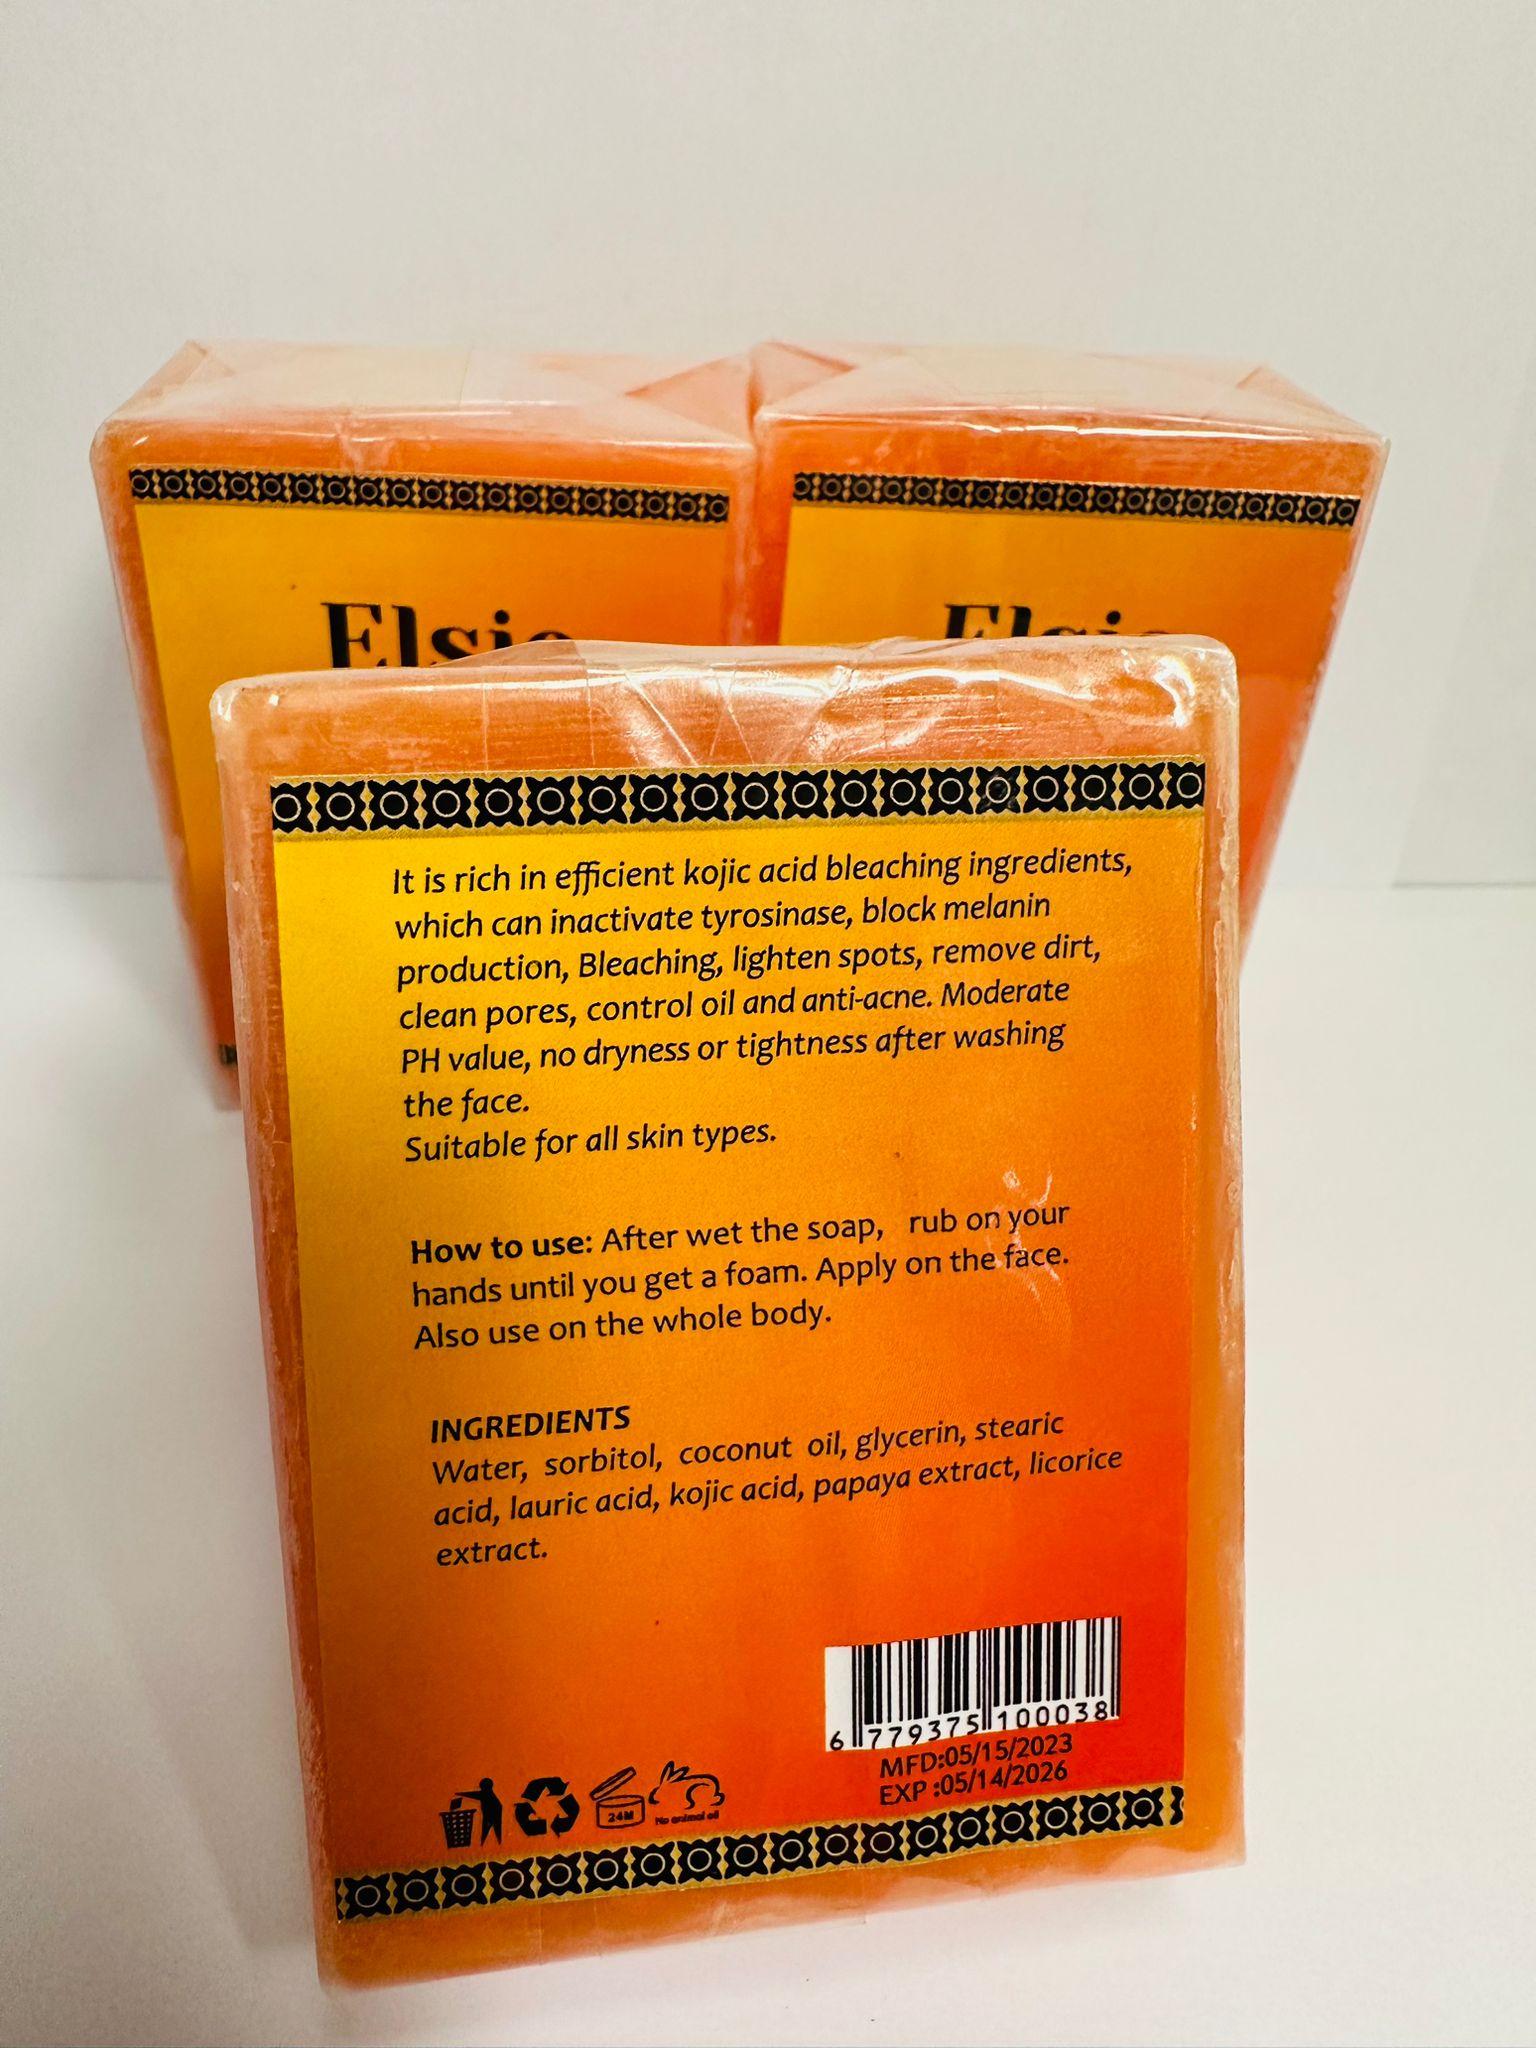 Elsie
Elsie
It is rich in efficient kojic acid bleaching ingredients,
which can inactivate tyrosinase, block melanin
production, Bleaching, lighten spots, remove dirt,
clean pores, control oil and anti-acne. Moderate
PH value, no dryness or tightness after washing
the face.
Suitable for all skin types.
How to use: After wet the soap, rub on your
hands until you get a foam. Apply on the face.
Also use on the whole body.
INGREDIENTS
Water, sorbitol, coconut oil, glycerin, stearic
acid, lauric acid, kojic acid, papaya extract, licorice
extract.
6 779375 100038
MFD:05/15/2023
EXP :05/14/2026
24M
No animal oil